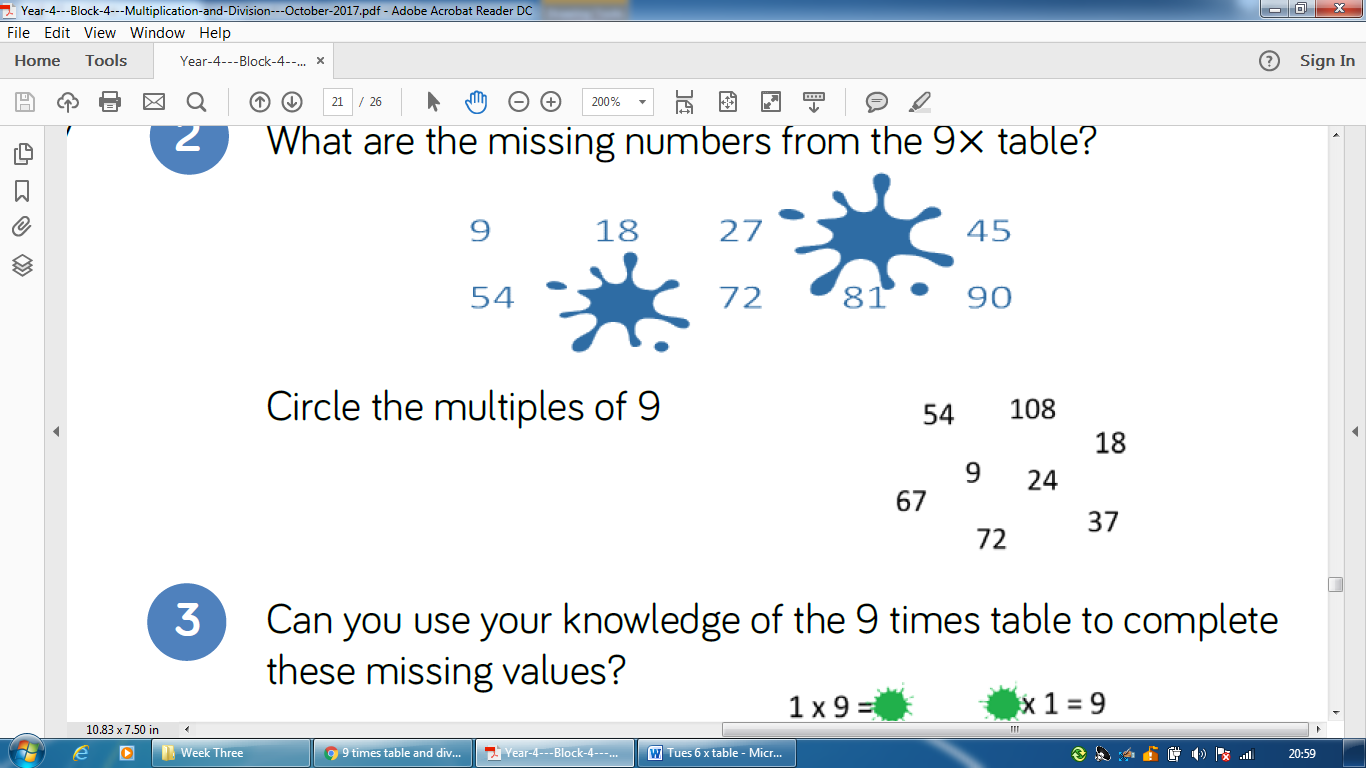 Year-4---Block-4---Multiplication-and-Division---October-2017.pdf - Adobe Acrobat Reader DC
File Edit View Window Help
Home Tools Year-4---Block-4--... × Sign In
21 / 26 200%
2 What are the missing numbers from the 9× table?
9 18 27 45
54 72 81 90
Circle the multiples of 9
54 108
18
9 24
67
37
72
3 Can you use your knowledge of the 9 times table to complete
these missing values?
1 x 9 = x 1 = 9
10.83 x 7.50 in
Week Three 9 times table and div... Year-4---Block-4---... Tues 6 x table - Micr... 20:59